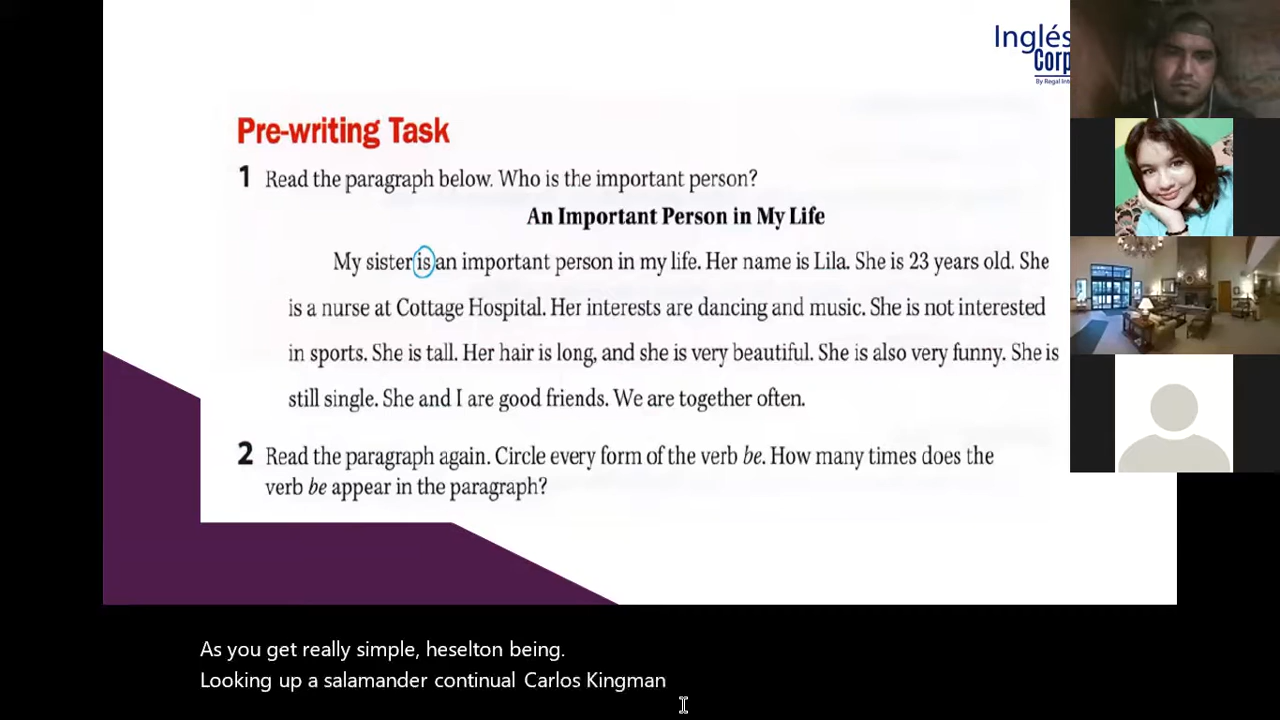 Inglés
Corp
By Regal Int
Pre-writing Task
1 Read the paragraph below. Who is the important person?
An Important Person in My Life
My sister is an important person in my life. Her name is Lila. She is 23 years old. She
is a nurse at Cottage Hospital. Her interests are dancing and music. She is not interested
in sports. She is tall. Her hair is long, and she is very beautiful. She is also very funny. She is
still single. She and I are good friends. We are together often.
2 Read the paragraph again. Circle every form of the verb be. How many times does the
verb be appear in the paragraph?
As you get really simple, heselton being.
Looking up a salamander continual Carlos Kingman